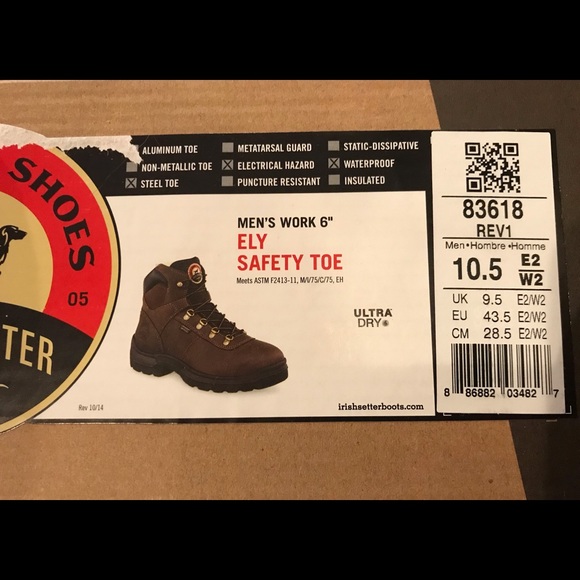 SHOES
05
TTER
ALUMINUM TOE
METATARSAL GUARD
STATIC-DISSIPATIVE
NON-METALLIC TOE
ELECTRICAL HAZARD
WATERPROOF
STEEL TOE
PUNCTURE RESISTANT
INSULATED
MEN'S WORK 6"
ELY
SAFETY TOE
Meets ASTM F2413-11, M/I/75/C/75, EH
ULTRA
DRY
Rev 10/14
irishsetterboots.com
83618
REV1
Men•Hombre•Homme
10.5 E2
W2
UK 9.5 E2/W2
EU 43.5 E2/W2
CM 28.5 E2/W2
8 86882 03482 7